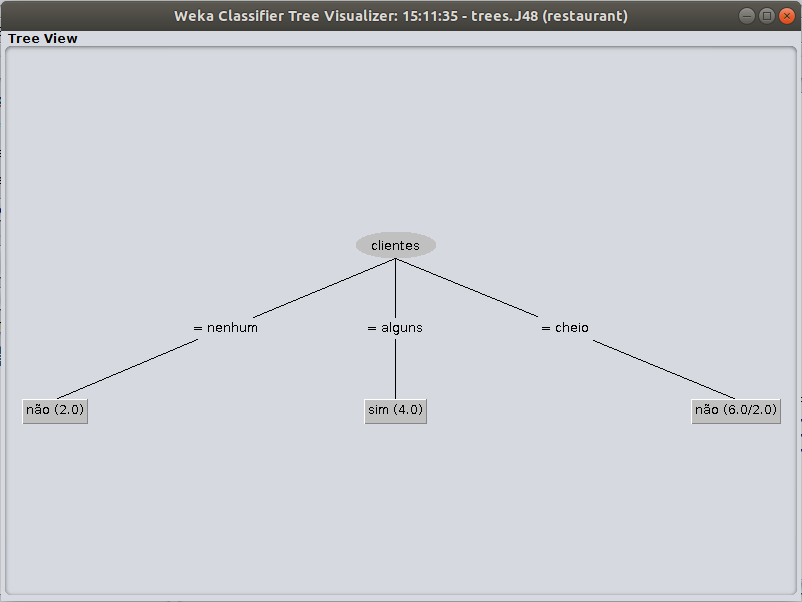 Weka Classifier Tree Visualizer: 15:11:35 - trees.J48 (restaurant)
Tree View
clientes
= nenhum = alguns = cheio
não (2.0) sim (4.0) não (6.0/2.0)